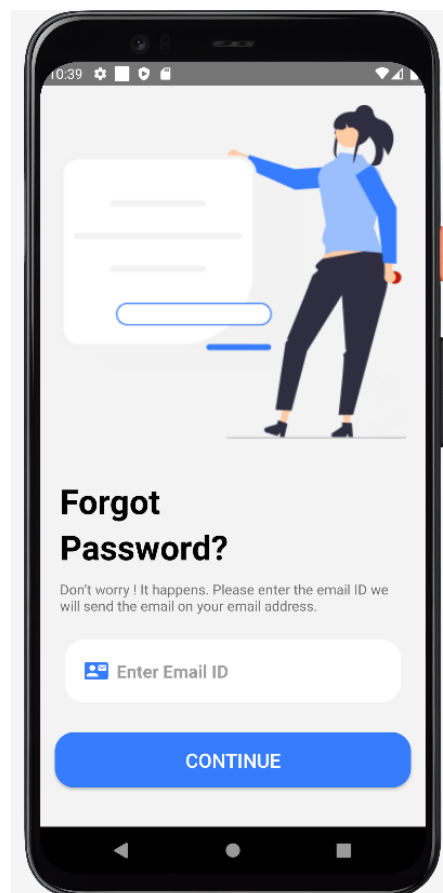 10:39
Forgot
Password?
Don't worry ! It happens. Please enter the email ID we
will send the email on your email address.
Enter Email ID
CONTINUE